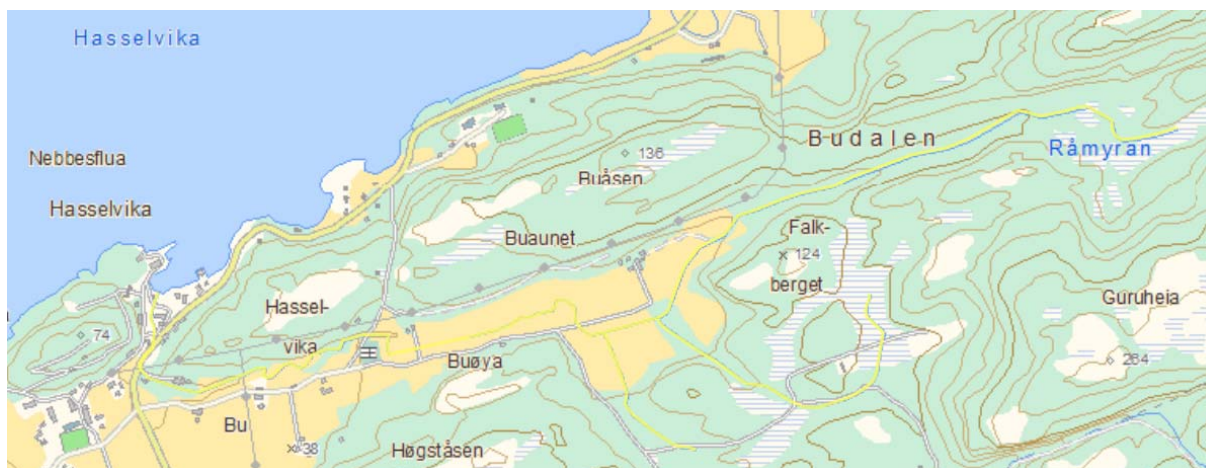 Hasselvika
Nebbesflua
Hasselvika
Budalen
Råmyran
136
Buåsen
Buaunet
Falk-
124
berget
Guruheia
264
Hassel-
vika
74
Buøya
Bu
38
Høgståsen